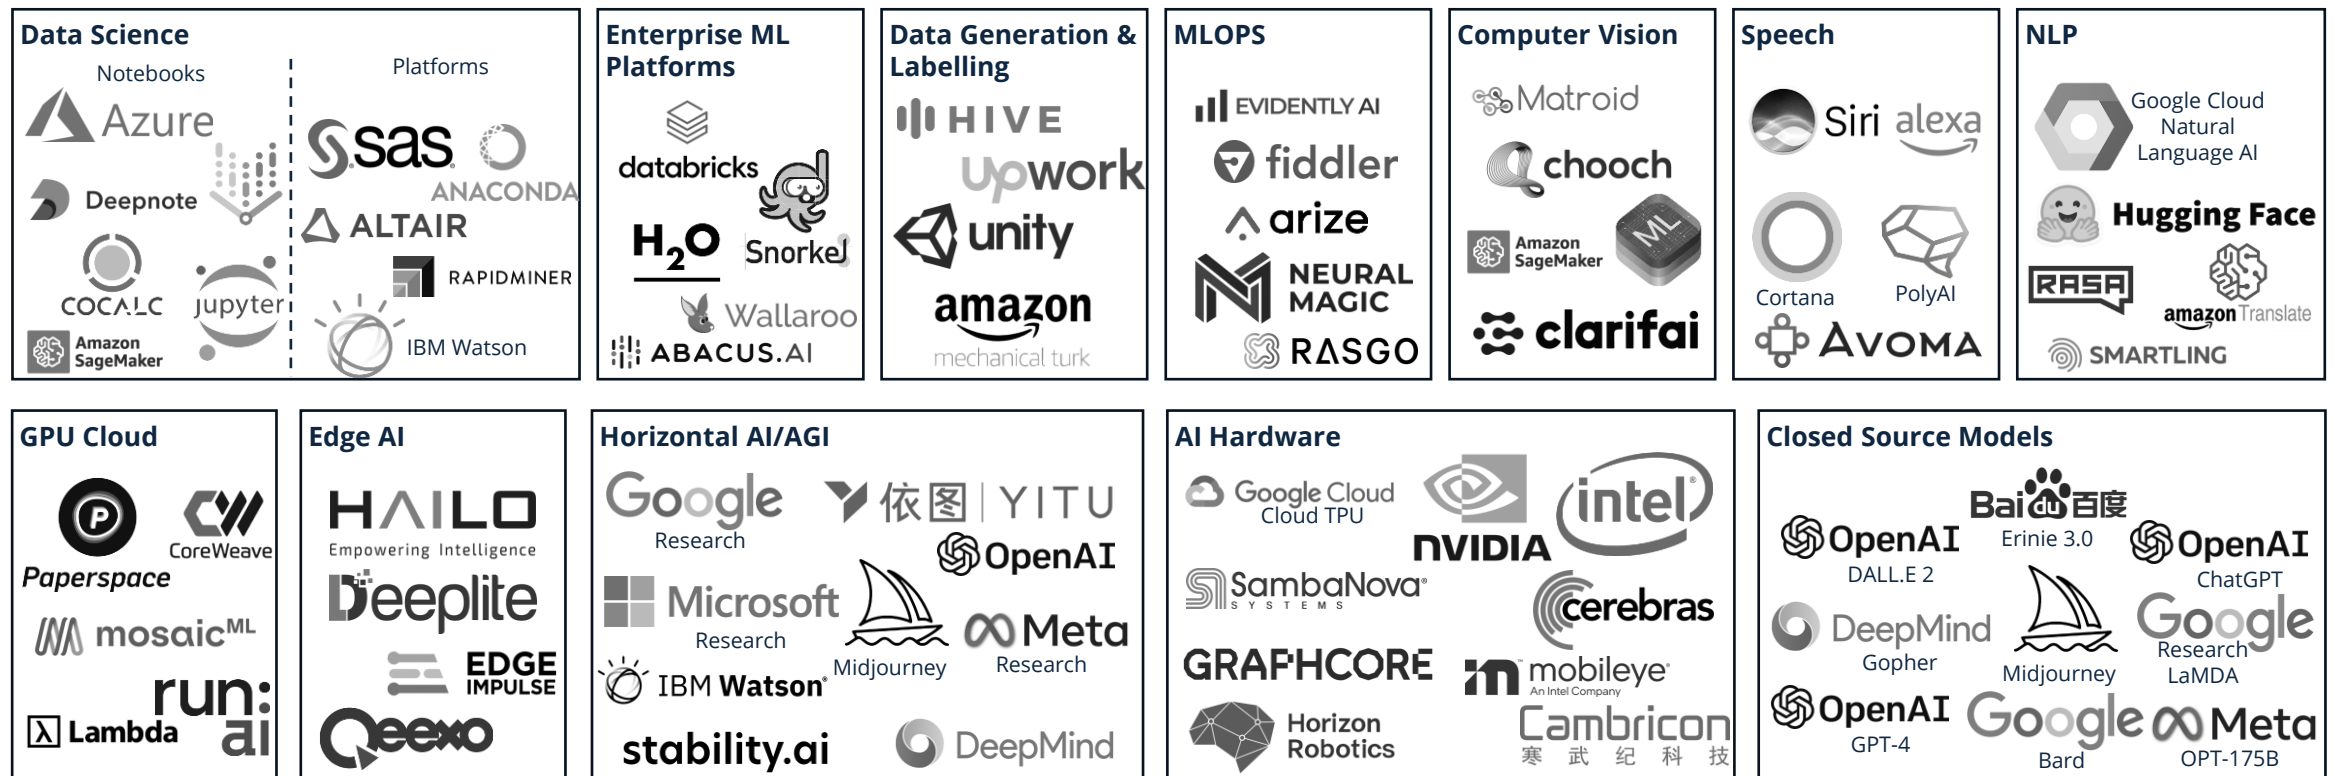 Data Science
Notebooks
Platforms
Azure
Deepnote
COCALC
jupyter
Amazon
SageMaker
sas
ANACONDA
ALTAIR
RAPIDMINER
IBM Watson
Enterprise ML
Platforms
databricks
H2O
Snorkel
Wallaroo
ABACUS.AI
Data Generation &
Labelling
HIVE
upwork
unity
amazon
mechanical turk
MLOPS
EVIDENTLY AI
fiddler
arize
NEURAL
MAGIC
RASGO
Computer Vision
Matroid
chooch
Amazon
SageMaker
ML
clarifai
Speech
Siri
alexa
Cortana
PolyAI
AVOMA
NLP
Google Cloud
Natural
Language AI
Hugging Face
RASA
amazon Translate
SMARTLING
GPU Cloud
P
Paperspace
CW
CoreWeave
mosaicML
run:
ai
λ Lambda
Edge AI
HAILO
Empowering Intelligence
Deeplite
EDGE
IMPULSE
Qeexo
Horizontal AI/AGI
Google
Research
依图 | YITU
OpenAI
Microsoft
Research
Midjourney
Meta
Research
IBM Watson®
stability.ai
DeepMind
AI Hardware
Google Cloud
Cloud TPU
NVIDIA
intel®
SambaNova®
SYSTEMS
cerebras
GRAPHCORE
im™ mobileye®
An Intel Company
Horizon
Robotics
Cambricon
寒武纪科技
Closed Source Models
OpenAI
DALL.E 2
Baidu百度
Erinie 3.0
OpenAI
ChatGPT
DeepMind
Gopher
Midjourney
Google
Research
LaMDA
OpenAI
GPT-4
Google
Bard
Meta
OPT-175B